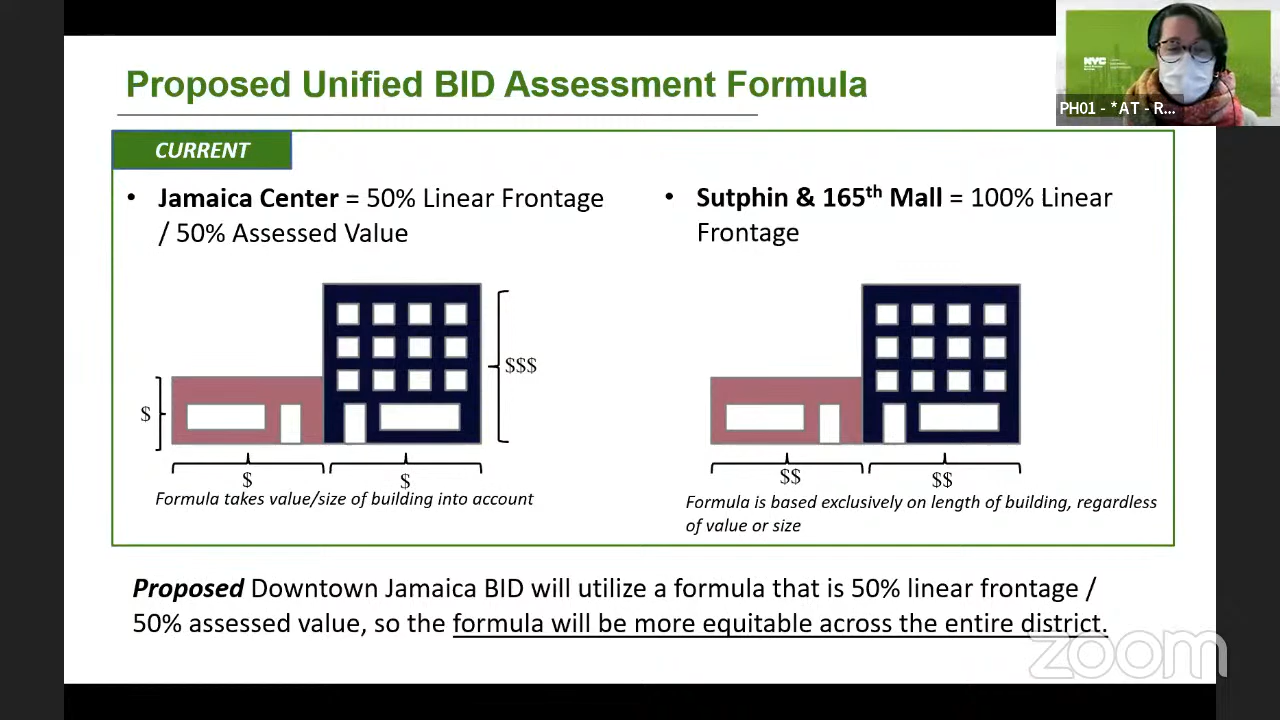 Proposed Unified BID Assessment Formula
NYC
PH01 - *AT - R...
CURRENT
• Jamaica Center = 50% Linear Frontage
/ 50% Assessed Value
• Sutphin & 165th Mall = 100% Linear
Frontage
$
$$$
$
$
Formula takes value/size of building into account
$$
$$
Formula is based exclusively on length of building, regardless
of value or size
Proposed Downtown Jamaica BID will utilize a formula that is 50% linear frontage /
50% assessed value, so the formula will be more equitable across the entire district.
zoom